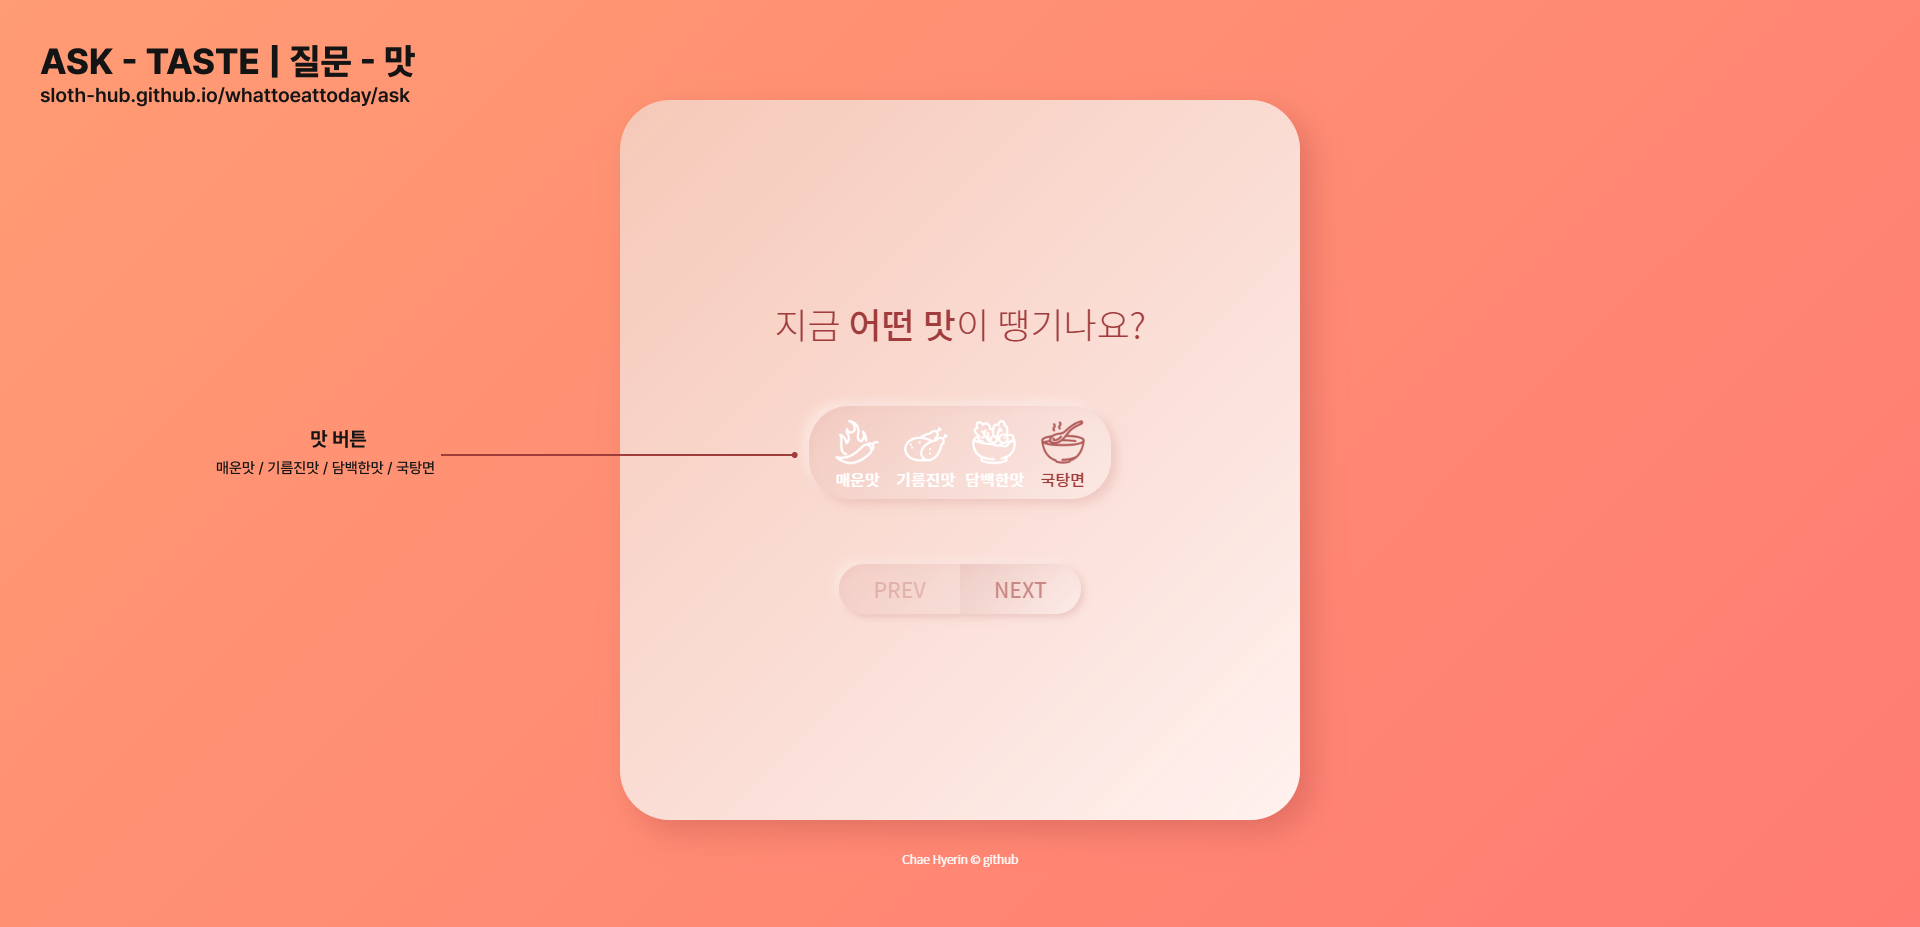 ASK - TASTE | 질문 - 맛
sloth-hub.github.io/whattoeattoday/ask
지금 어떤 맛이 땡기나요?
맛 버튼
매운맛 / 기름진맛 / 담백한맛 / 국탕면
매운맛 기름진맛 담백한맛 국탕면
PREV NEXT
Chae Hyerin © github